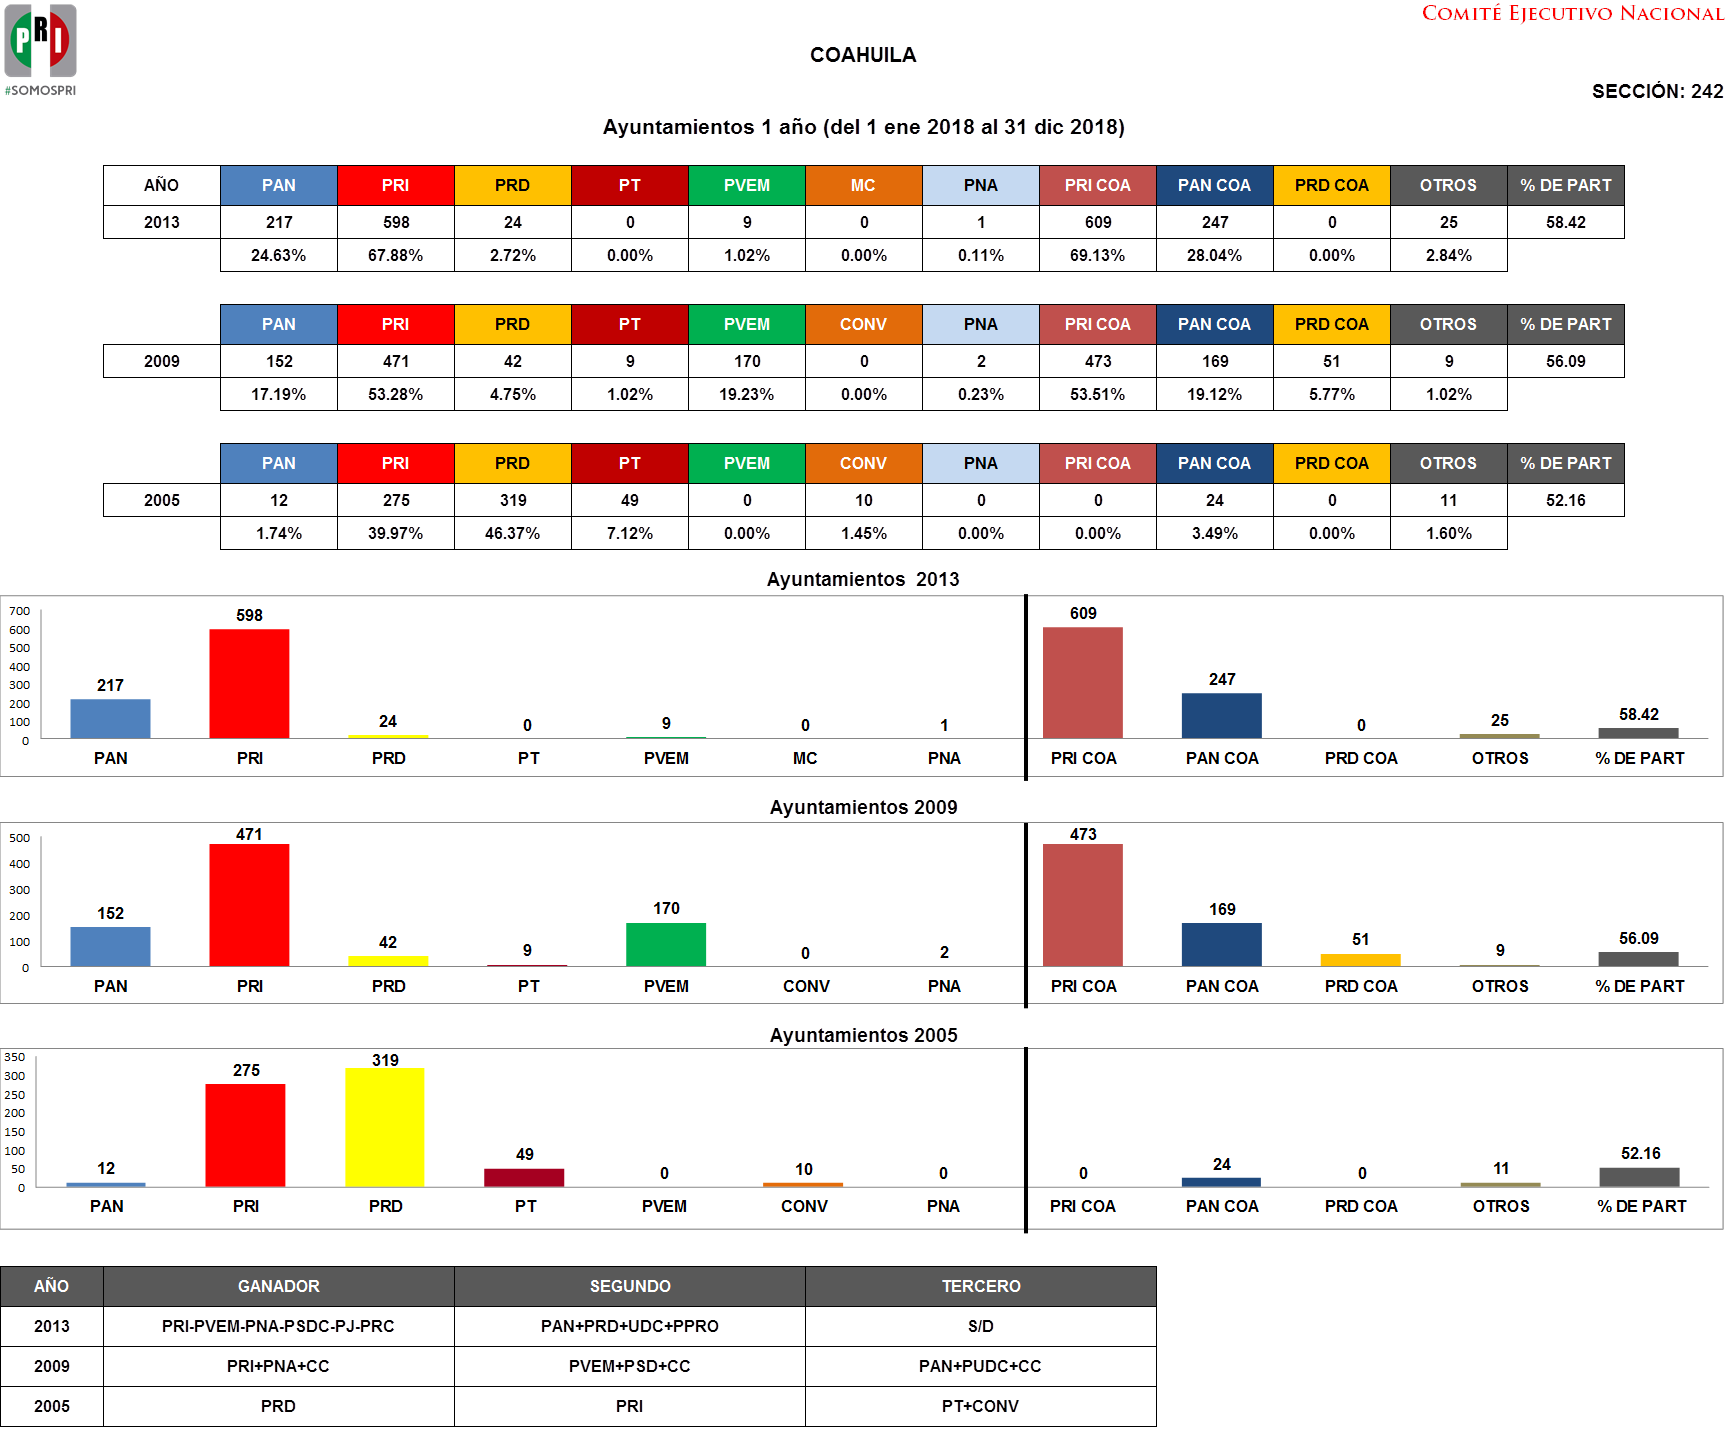 COMITÉ EJECUTIVO NACIONAL
PRI
#SOMOSPRI
COAHUILA
SECCIÓN: 242
Ayuntamientos 1 año (del 1 ene 2018 al 31 dic 2018)
AÑO PAN PRI PRD PT PVEM MC PNA PRI COA PAN COA PRD COA OTROS % DE PART
2013 217 598 24 0 9 0 1 609 247 0 25 58.42
24.63% 67.88% 2.72% 0.00% 1.02% 0.00% 0.11% 69.13% 28.04% 0.00% 2.84%
PAN PRI PRD PT PVEM CONV PNA PRI COA PAN COA PRD COA OTROS % DE PART
2009 152 471 42 9 170 0 2 473 169 51 9 56.09
17.19% 53.28% 4.75% 1.02% 19.23% 0.00% 0.23% 53.51% 19.12% 5.77% 1.02%
PAN PRI PRD PT PVEM CONV PNA PRI COA PAN COA PRD COA OTROS % DE PART
2005 12 275 319 49 0 10 0 0 24 0 11 52.16
1.74% 39.97% 46.37% 7.12% 0.00% 1.45% 0.00% 0.00% 3.49% 0.00% 1.60%
Ayuntamientos 2013
700
600
500
400
300
200
100
0
217 598 24 0 9 0 1 609 247 0 25 58.42
PAN PRI PRD PT PVEM MC PNA PRI COA PAN COA PRD COA OTROS % DE PART
Ayuntamientos 2009
500
400
300
200
100
0
152 471 42 9 170 0 2 473 169 51 9 56.09
PAN PRI PRD PT PVEM CONV PNA PRI COA PAN COA PRD COA OTROS % DE PART
Ayuntamientos 2005
350
300
250
200
150
100
50
0
12 275 319 49 0 10 0 0 24 0 11 52.16
PAN PRI PRD PT PVEM CONV PNA PRI COA PAN COA PRD COA OTROS % DE PART
AÑO GANADOR SEGUNDO TERCERO
2013 PRI-PVEM-PNA-PSDC-PJ-PRC PAN+PRD+UDC+PPRO S/D
2009 PRI+PNA+CC PVEM+PSD+CC PAN+PUDC+CC
2005 PRD PRI PT+CONV